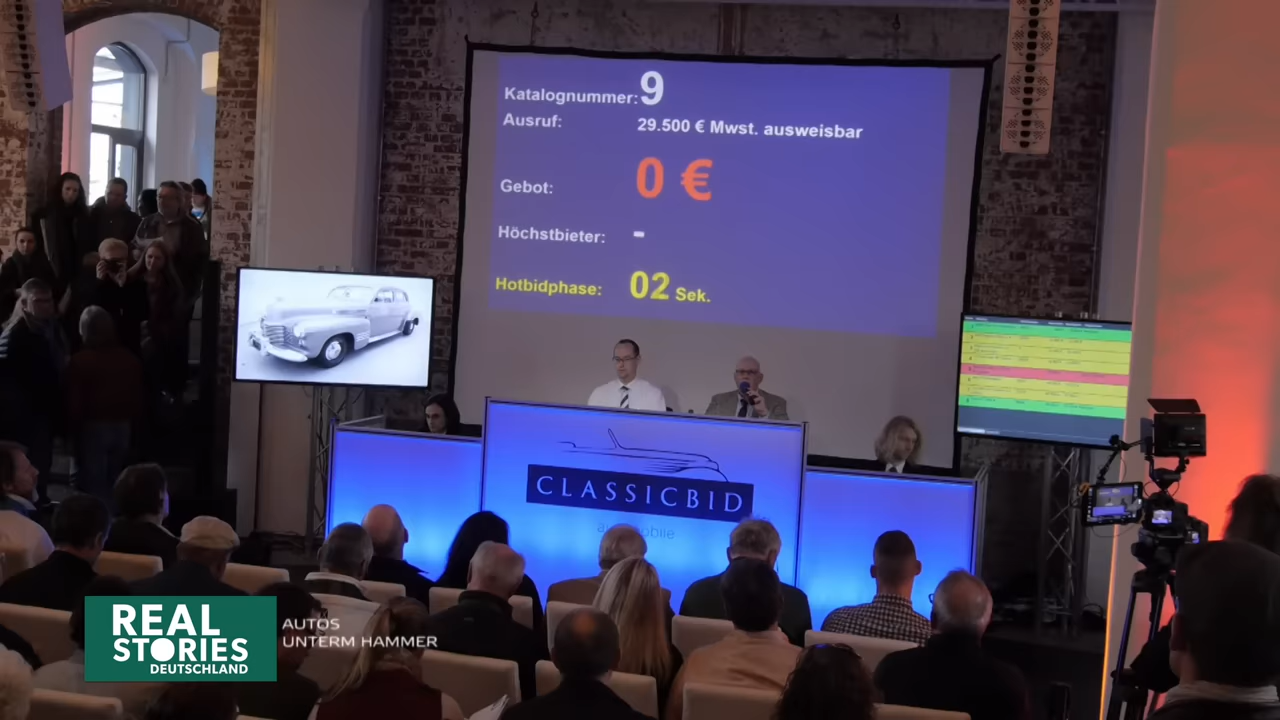 Katalognummer: 9
Ausruf: 29.500 € Mwst. ausweisbar
Gebot: 0 €
Höchstbieter: -
Hotbidphase: 02 Sek.
CLASSICBID
REAL
STORIES
DEUTSCHLAND
AUTOS
UNTERM HAMMER